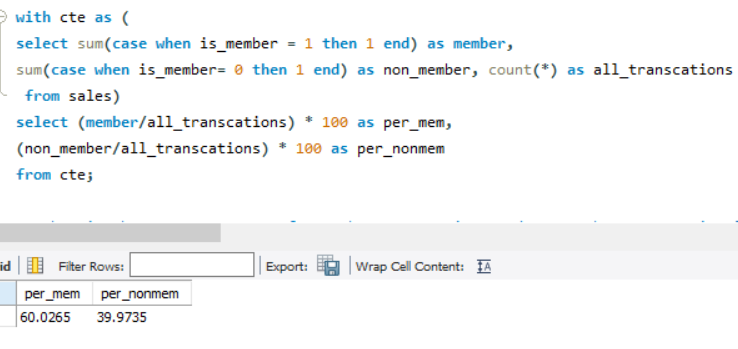 with cte as (
select sum(case when is_member = 1 then 1 end) as member,
sum(case when is_member= 0 then 1 end) as non_member, count(*) as all_transcations
from sales)
select (member/all_transcations) * 100 as per_mem,
(non_member/all_transcations) * 100 as per_nonmem
from cte;
id Filter Rows: Export: Wrap Cell Content: IA
per_mem per_nonmem
60.0265 39.9735